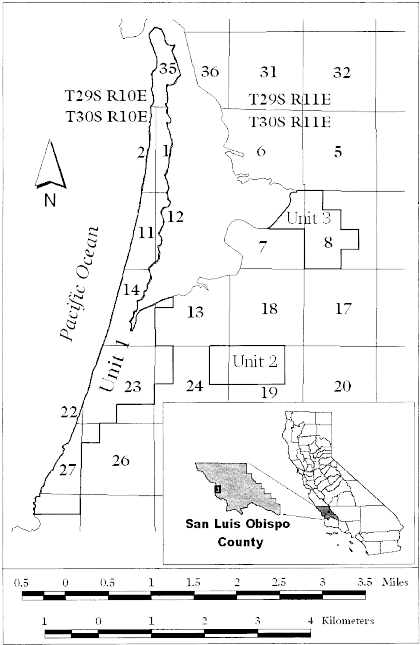 35
36
31
32
T29S R10E
T29S R11E
T30S R10E
T30S R11E
2
1
6
5
N
11
12
Unit 3
7
8
Pacific Ocean
14
13
18
17
Unit 1
Unit 2
23
24
19
20
22
27
26
San Luis Obispo
County
0.5 0 0.5 1 1.5 2 2.5 3 3.5 Miles
1 0 1 2 3 4 Kilometers